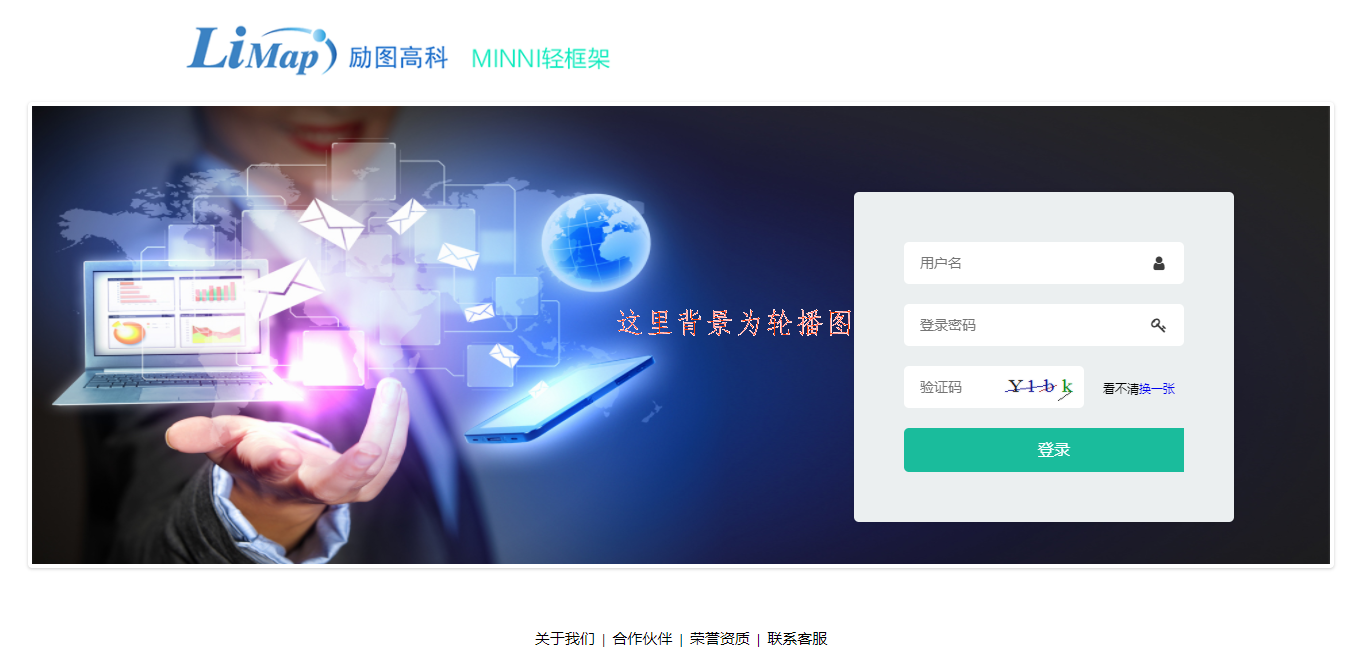 LiMap 励图高科 MINNI轻框架
用户名
这里背景为轮播图
登录密码
验证码 Y1bk 看不清换一张
登录
关于我们 | 合作伙伴 | 荣誉资质 | 联系客服